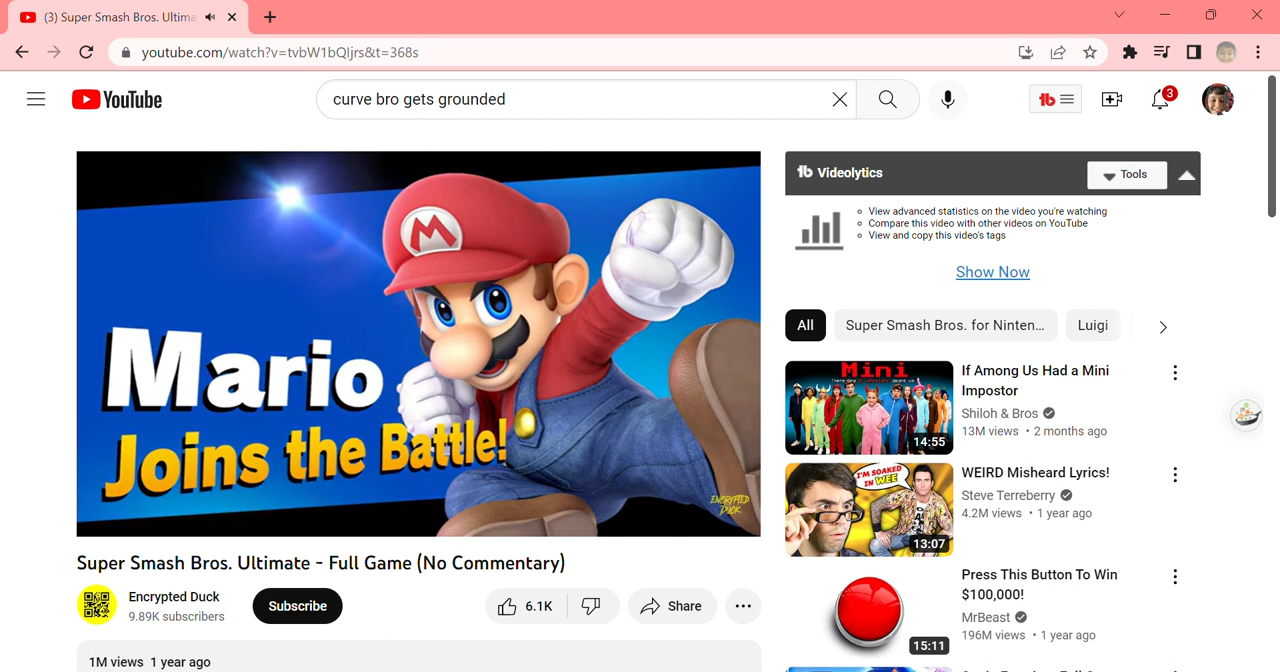 (3) Super Smash Bros. Ultima
youtube.com/watch?v=tvbW1bQIjrs&t=368s
YouTube
curve bro gets grounded
tb
3
M
Mario
Joins the Battle!
ENCRYPTED
DUCK
tb Videolytics
Tools
View advanced statistics on the video you're watching
Compare this video with other videos on YouTube
View and copy this video's tags
Show Now
All
Super Smash Bros. for Ninten...
Luigi
Mini
14:55
If Among Us Had a Mini
Impostor
Shiloh & Bros
13M views • 2 months ago
I'M SOAKED
IN WEE
13:07
WEIRD Misheard Lyrics!
Steve Terreberry
4.2M views • 1 year ago
15:11
Press This Button To Win
$100,000!
MrBeast
196M views • 1 year ago
Super Smash Bros. Ultimate - Full Game (No Commentary)
Encrypted Duck
9.89K subscribers
Subscribe
6.1K
Share
1M views 1 year ago